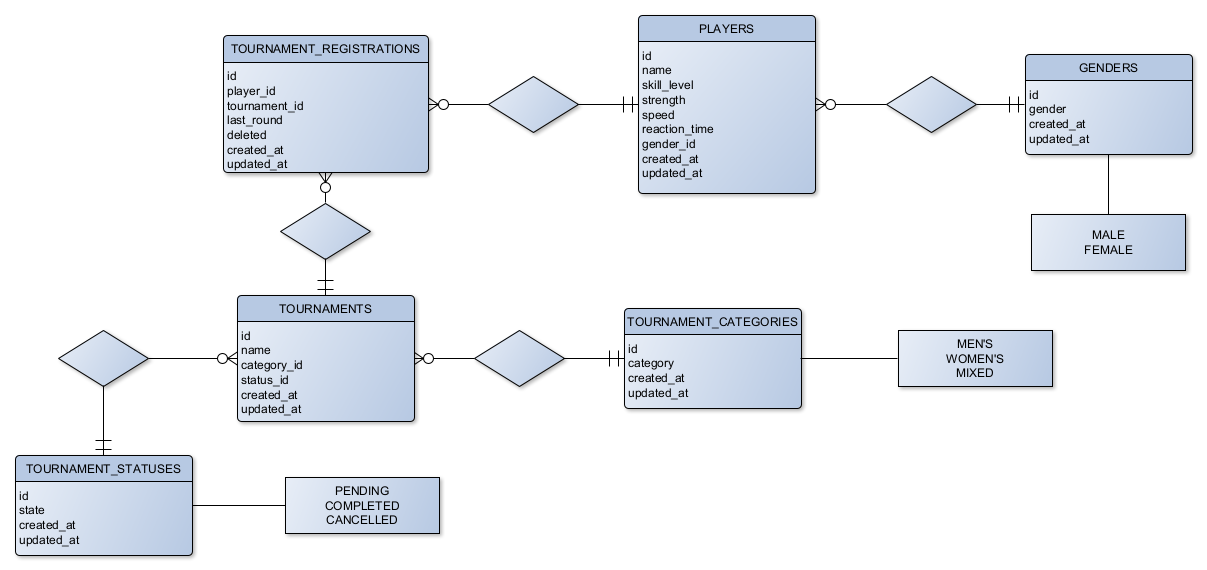 TOURNAMENT_REGISTRATIONS
id
player_id
tournament_id
last_round
deleted
created_at
updated_at
PLAYERS
id
name
skill_level
strength
speed
reaction_time
gender_id
created_at
updated_at
GENDERS
id
gender
created_at
updated_at
MALE
FEMALE
TOURNAMENTS
id
name
category_id
status_id
created_at
updated_at
TOURNAMENT_CATEGORIES
id
category
created_at
updated_at
MEN'S
WOMEN'S
MIXED
TOURNAMENT_STATUSES
id
state
created_at
updated_at
PENDING
COMPLETED
CANCELLED